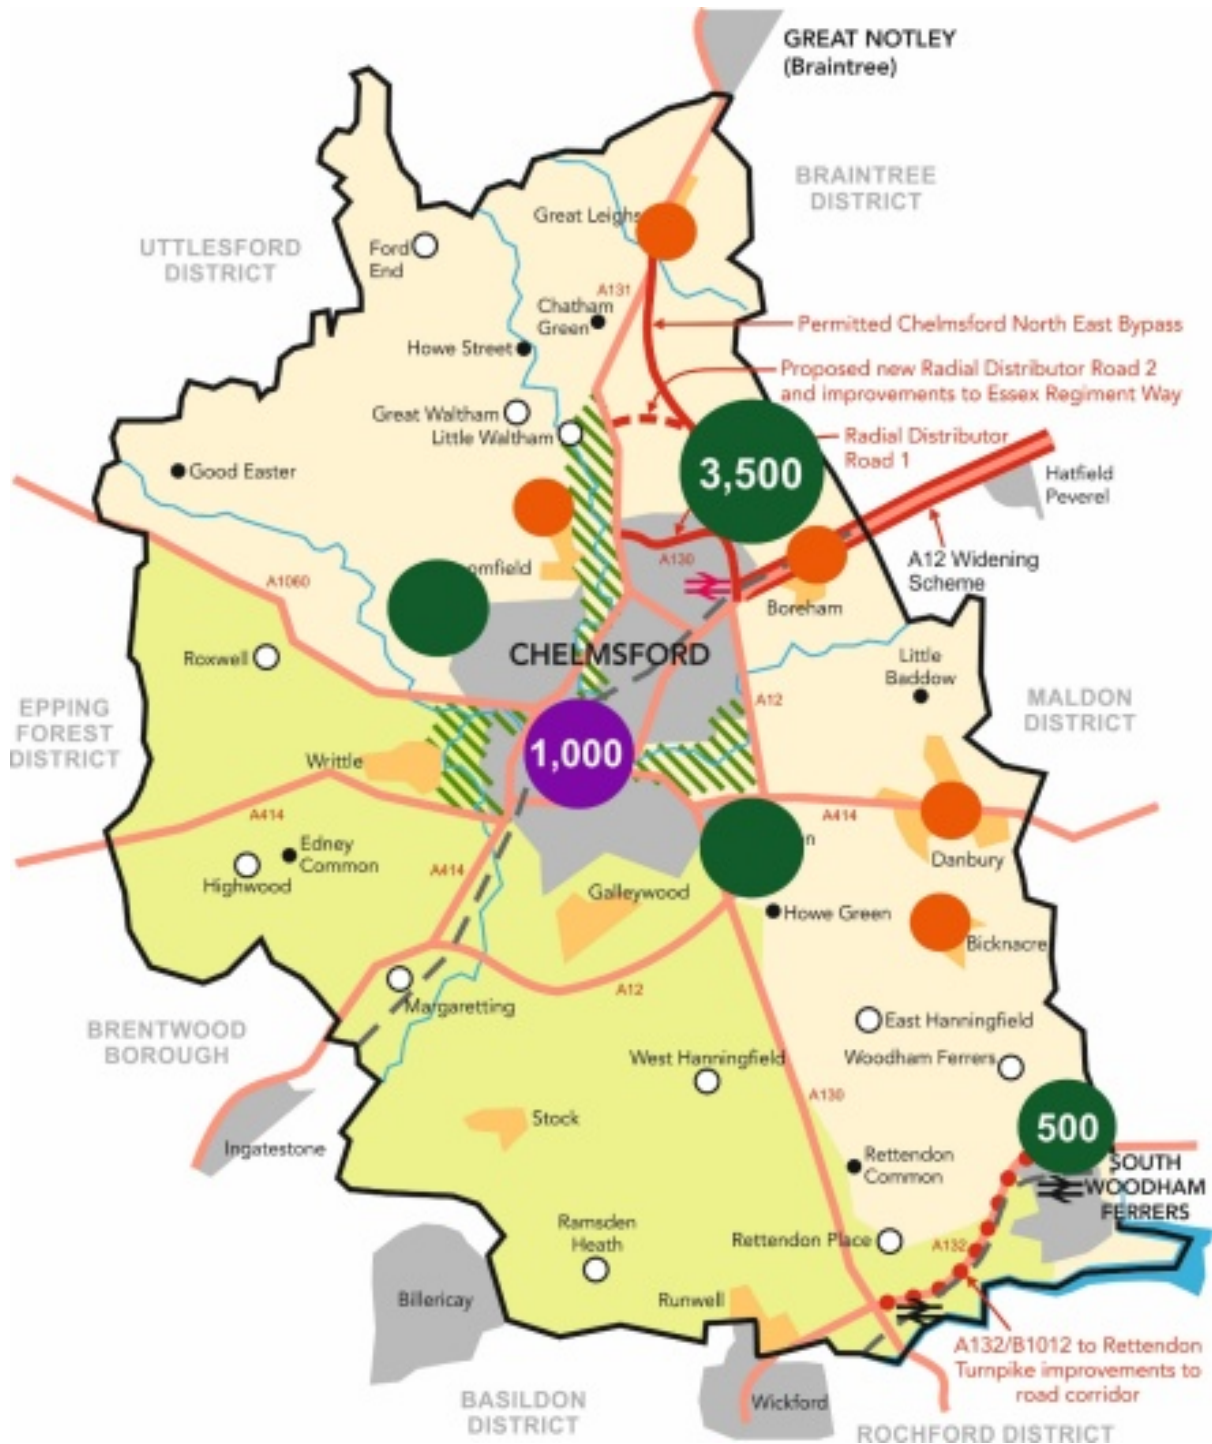 GREAT NOTLEY
(Braintree)
BRAINTREE
DISTRICT
UTTLESFORD
DISTRICT
Great Leighs
Ford
End
A131
Chatham
Green
Permitted Chelmsford North East Bypass
Howe Street
Proposed new Radial Distributor Road 2
and improvements to Essex Regiment Way
Great Waltham
Little Waltham
Radial Distributor
Road 1
Good Easter
3,500
Hatfield
Peverel
A130
A12 Widening
Scheme
omfield
A1060
Boreham
CHELMSFORD
Roxwell
Little
Baddow
A12
EPPING
FOREST
DISTRICT
MALDON
DISTRICT
Writtle
1,000
A414
A414
Edney
Common
Highwood
A414
n
Danbury
Galleywood
Howe Green
Bicknacre
A12
Margaretting
BRENTWOOD
BOROUGH
East Hanningfield
West Hanningfield
Woodham Ferrers
A130
Stock
500
Ingatestone
Rettendon
Common
SOUTH
WOODHAM
FERRERS
Ramsden
Heath
Rettendon Place
A132
Billericay
Runwell
A132/B1012 to Rettendon
Turnpike improvements to
road corridor
BASILDON
DISTRICT
Wickford
ROCHFORD DISTRICT